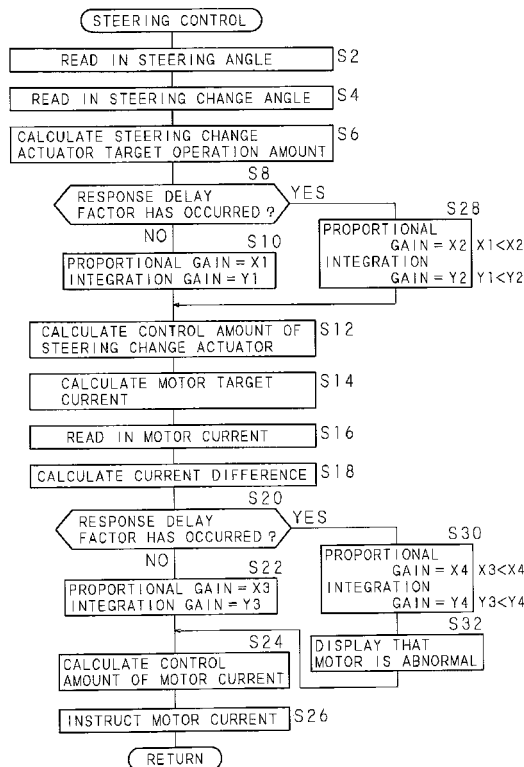 STEERING CONTROL
READ IN STEERING ANGLE S2
READ IN STEERING CHANGE ANGLE S4
CALCULATE STEERING CHANGE
ACTUATOR TARGET OPERATION AMOUNT
S6
S8
RESPONSE DELAY
FACTOR HAS OCCURRED?
YES
NO
S28
PROPORTIONAL
GAIN=X2 X1<X2
INTEGRATION
GAIN=Y2 Y1<Y2
S10
PROPORTIONAL GAIN=X1
INTEGRATION GAIN=Y1
CALCULATE CONTROL AMOUNT OF
STEERING CHANGE ACTUATOR
S12
CALCULATE MOTOR TARGET
CURRENT
S14
READ IN MOTOR CURRENT S16
CALCULATE CURRENT DIFFERENCE S18
S20
RESPONSE DELAY
FACTOR HAS OCCURRED?
YES
NO
S30
PROPORTIONAL
GAIN=X4 X3<X4
INTEGRATION
GAIN=Y4 Y3<Y4
S22
PROPORTIONAL GAIN=X3
INTEGRATION GAIN=Y3
S32
DISPLAY THAT
MOTOR IS ABNORMAL
S24
CALCULATE CONTROL
AMOUNT OF MOTOR CURRENT
INSTRUCT MOTOR CURRENT S26
RETURN